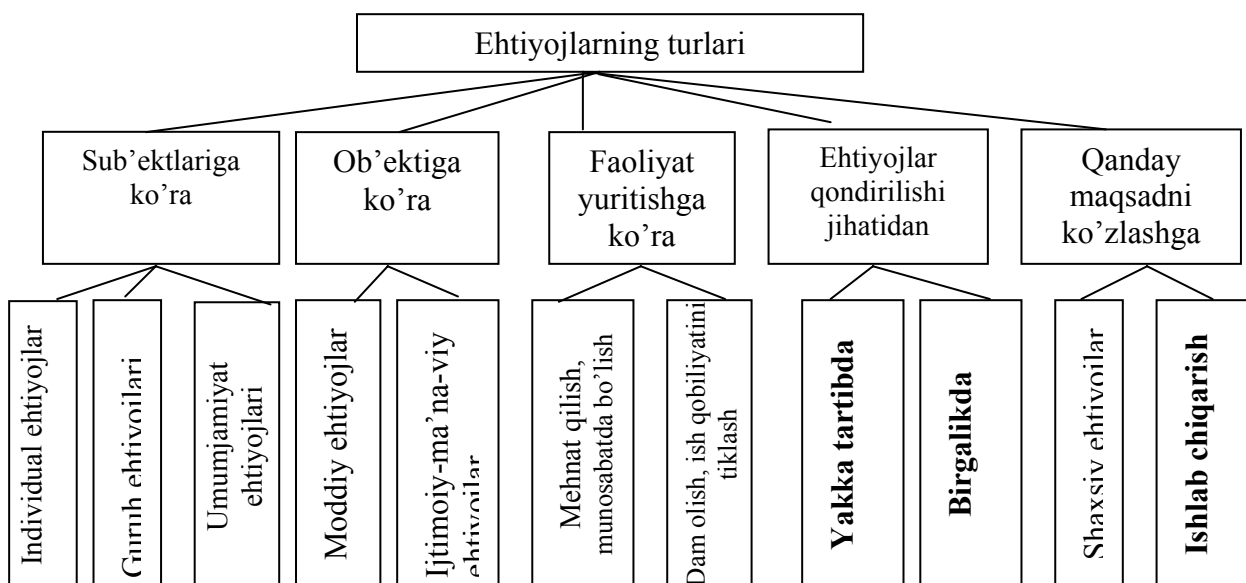 Ehtiyojlarning turlari
Sub’ektlariga
ko’ra
Ob’ektiga
ko’ra
Faoliyat
yuritishga
ko’ra
Ehtiyojlar
qondirilishi
jihatidan
Qanday
maqsadni
ko’zlashga
Individual ehtiyojlar
Guruh ehtiyojlari
Umumjamiyat
ehtiyojlari
Moddiy ehtiyojlar
Ijtimoiy-ma’na-viy
ehtiyojlar
Mehnat qilish,
munosabatda bo’lish
Dam olish, ish qobiliyatini
tiklash
Yakka tartibda
Birgalikda
Shaxsiy ehtiyojlar
Ishlab chiqarish